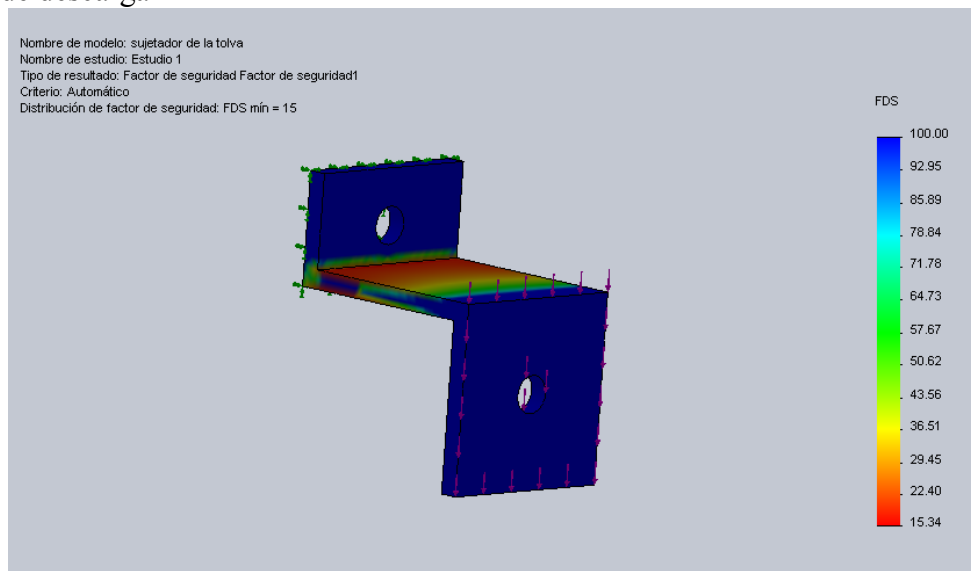 de descarga
Nombre de modelo: sujetador de la tolva
Nombre de estudio: Estudio 1
Tipo de resultado: Factor de seguridad Factor de seguridad1
Criterio: Automático
Distribución de factor de seguridad: FDS mín = 15
FDS
100.00
92.95
85.89
78.84
71.78
64.73
57.67
50.62
43.56
36.51
29.45
22.40
15.34